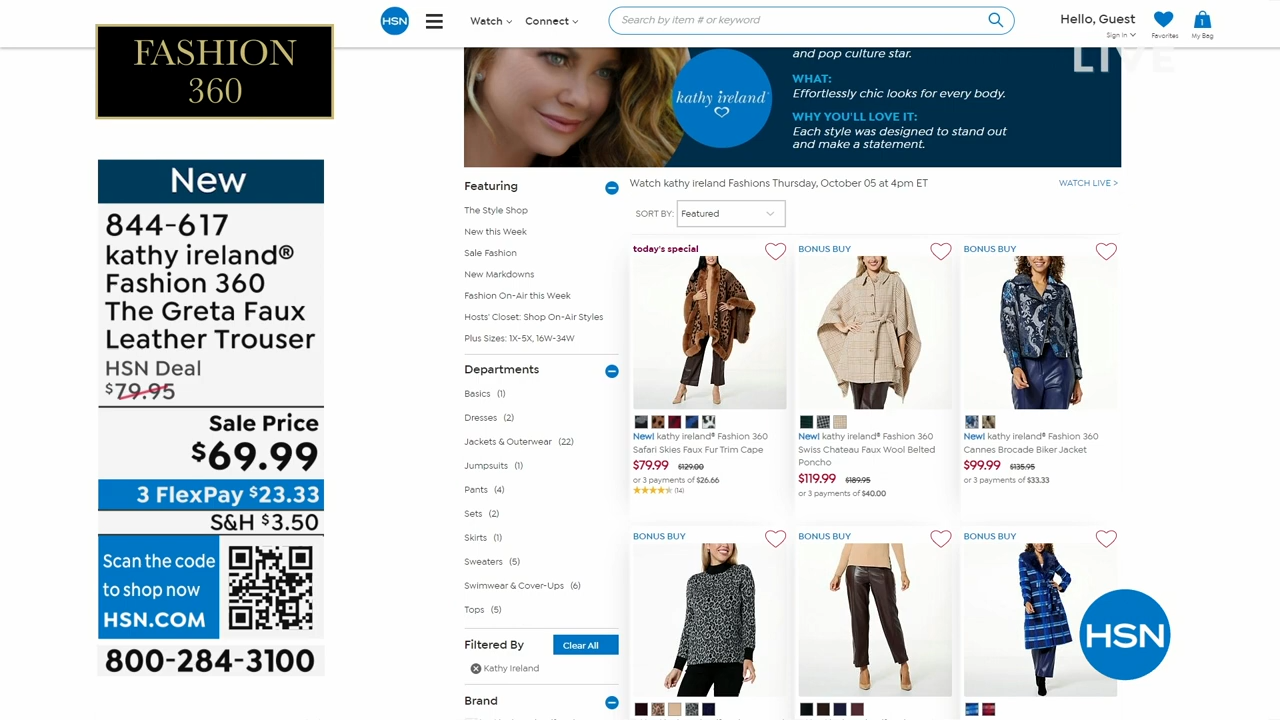 HSN
Watch
Connect
Search by item # or keyword
Hello, Guest
Sign In
Favorites
1
My Bag
LIVE
FASHION
360
New
844-617
kathy ireland®
Fashion 360
The Greta Faux
Leather Trouser
HSN Deal
$79.95
Sale Price
$69.99
3 FlexPay $23.33
S&H $3.50
Scan the code
to shop now
HSN.COM
800-284-3100
kathy ireland®
and pop culture star.
WHAT:
Effortlessly chic looks for every body.
WHY YOU'LL LOVE IT:
Each style was designed to stand out
and make a statement.
Featuring
The Style Shop
New this Week
Sale Fashion
New Markdowns
Fashion On-Air this Week
Hosts' Closet: Shop On-Air Styles
Plus Sizes: 1X-5X, 16W-34W
Departments
Basics (1)
Dresses (2)
Jackets & Outerwear (22)
Jumpsuits (1)
Pants (4)
Sets (2)
Skirts (1)
Sweaters (5)
Swimwear & Cover-Ups (6)
Tops (5)
Filtered By
Clear All
Kathy Ireland
Brand
Watch kathy ireland Fashions Thursday, October 05 at 4pm ET
WATCH LIVE >
SORT BY: Featured
today's special
New! kathy ireland® Fashion 360
Safari Skies Faux Fur Trim Cape
$79.99 $129.00
or 3 payments of $26.66
(14)
BONUS BUY
New! kathy ireland® Fashion 360
Swiss Chateau Faux Wool Belted
Poncho
$119.99 $189.95
or 3 payments of $40.00
BONUS BUY
New! kathy ireland® Fashion 360
Cannes Brocade Biker Jacket
$99.99 $135.95
or 3 payments of $33.33
BONUS BUY
BONUS BUY
BONUS BUY
HSN